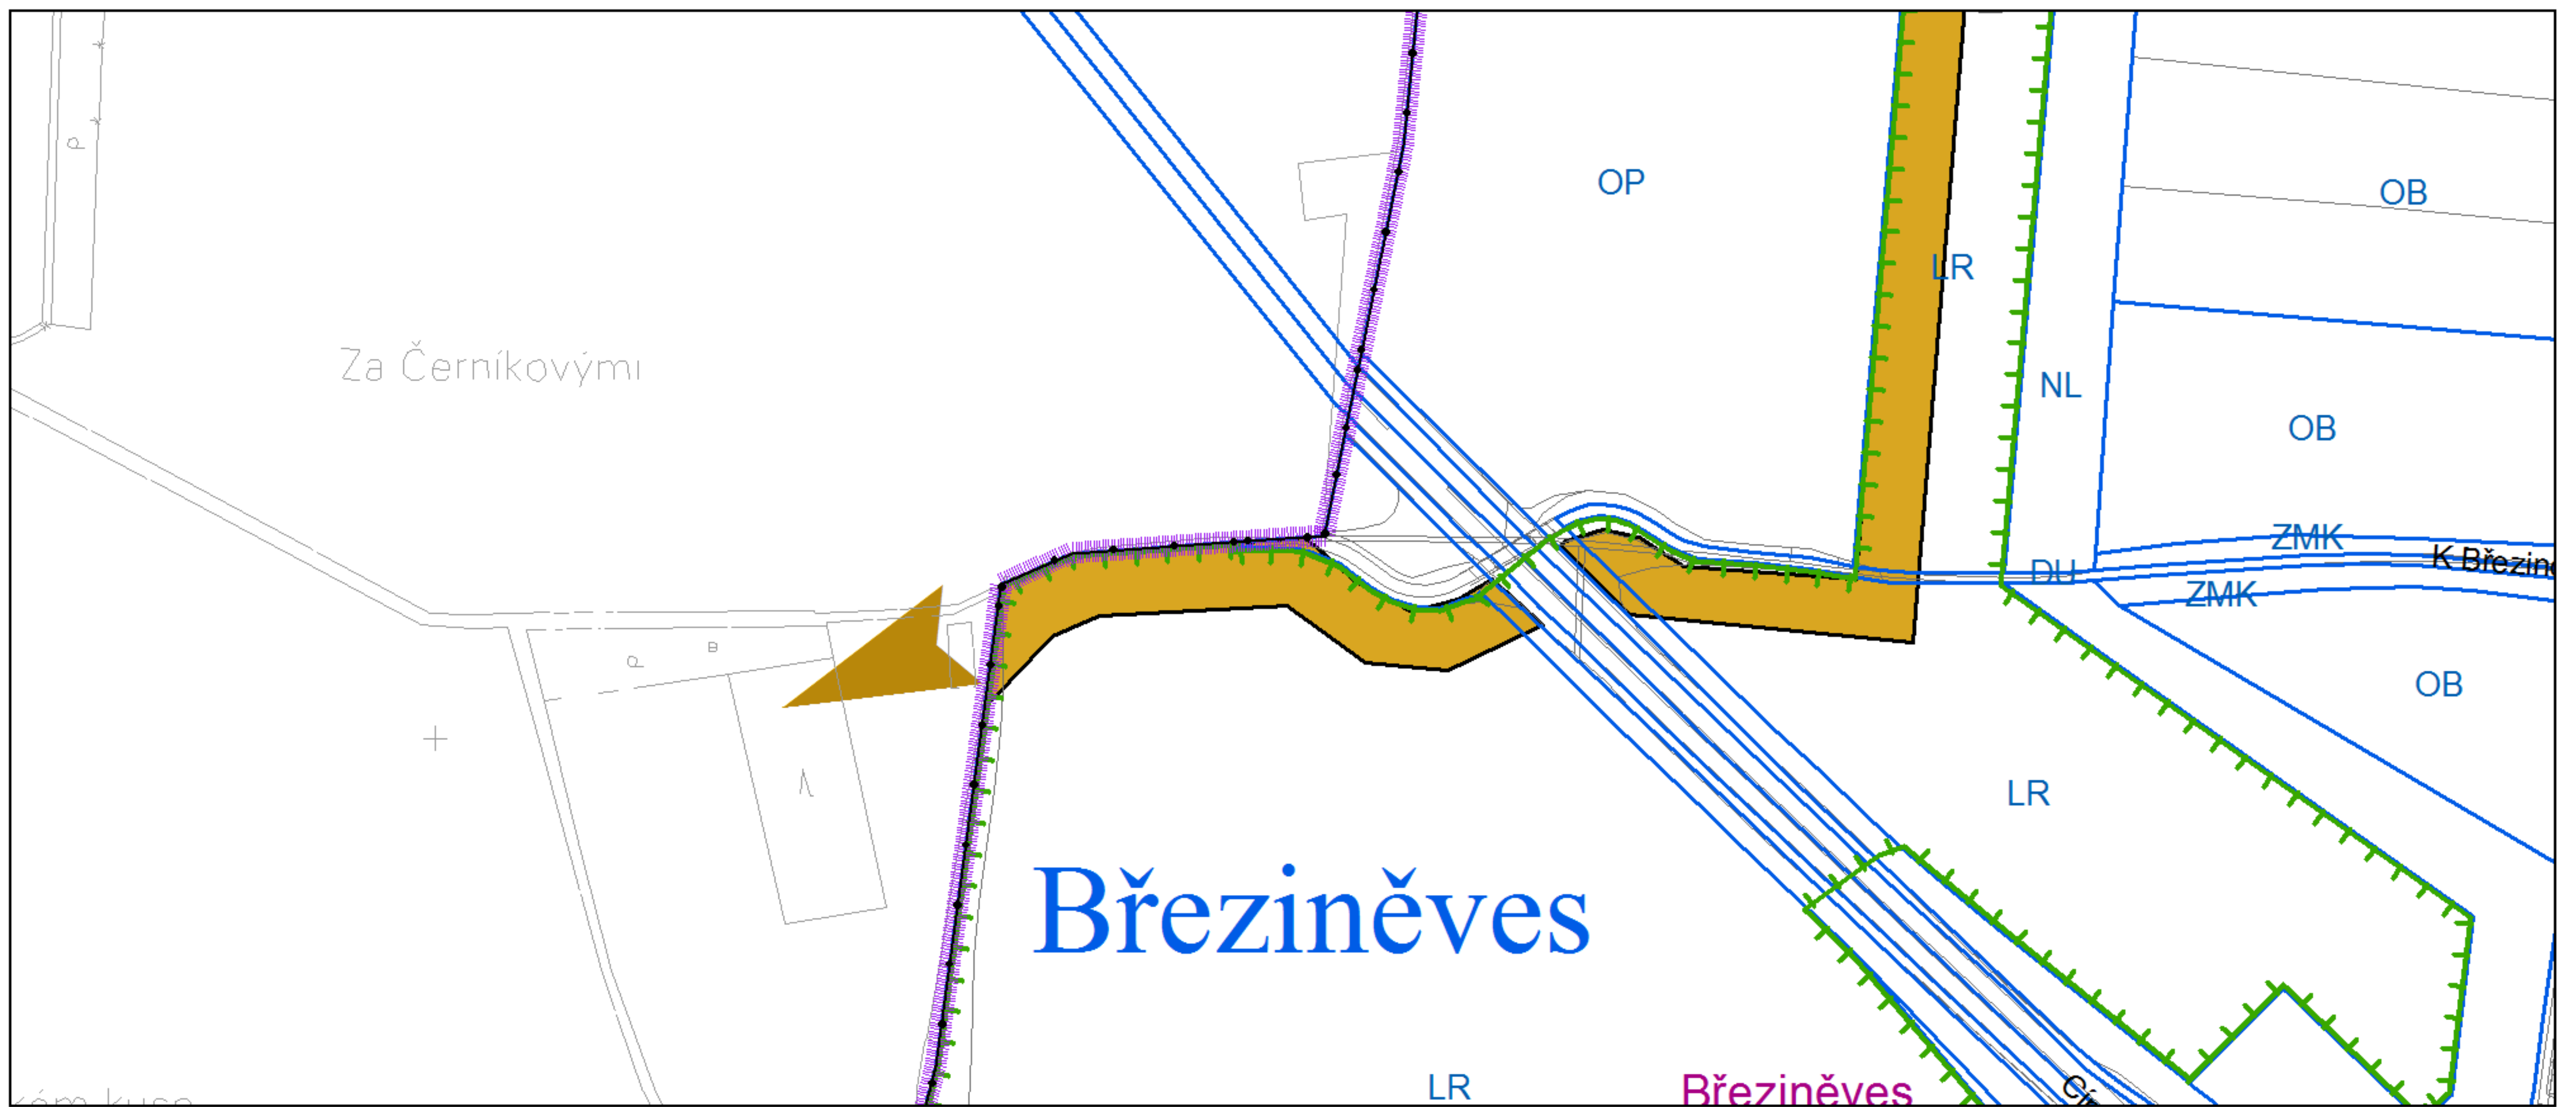 OP
OB
LR
Za Černíkovými
NL
OB
ZMK
K Březin
DU
ZMK
OB
LR
Březiněves
LR
Březiněves